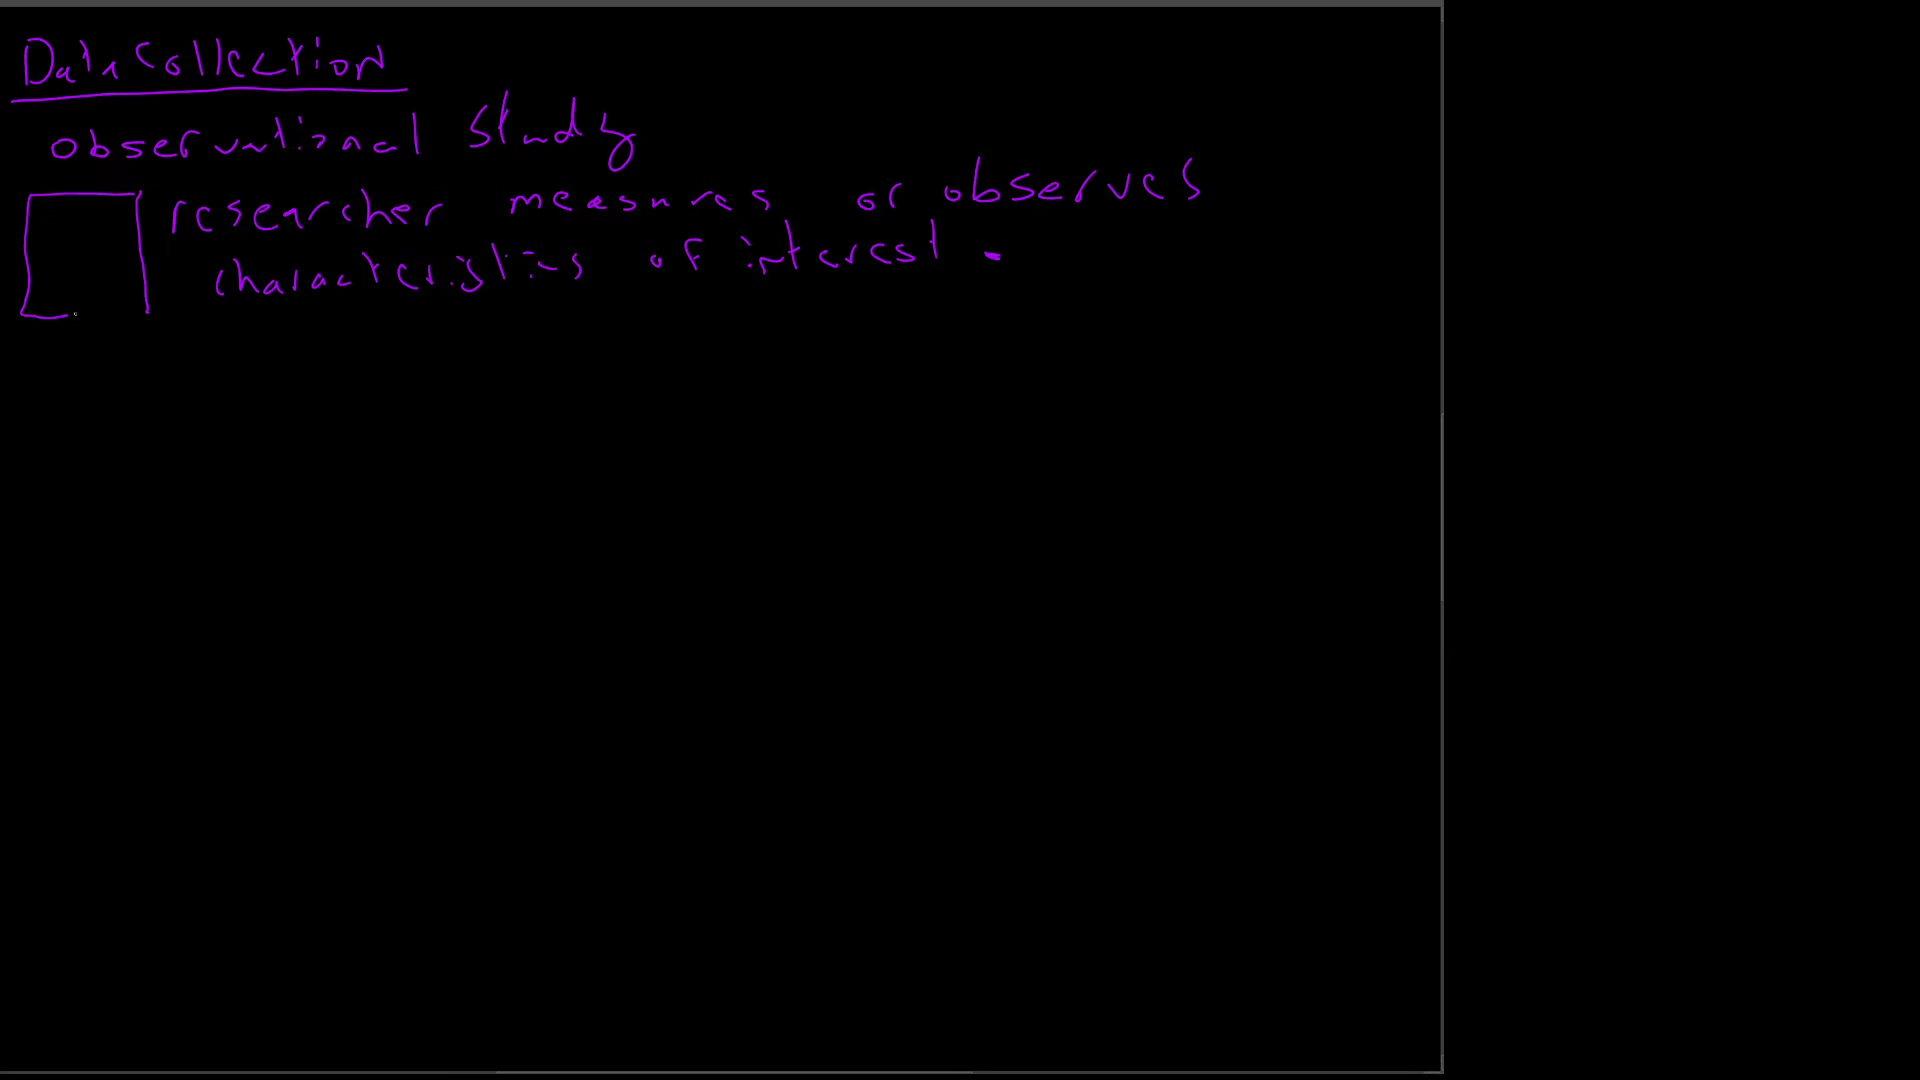 Data Collection
observational study
researcher measures or observes
characteristics of interest.